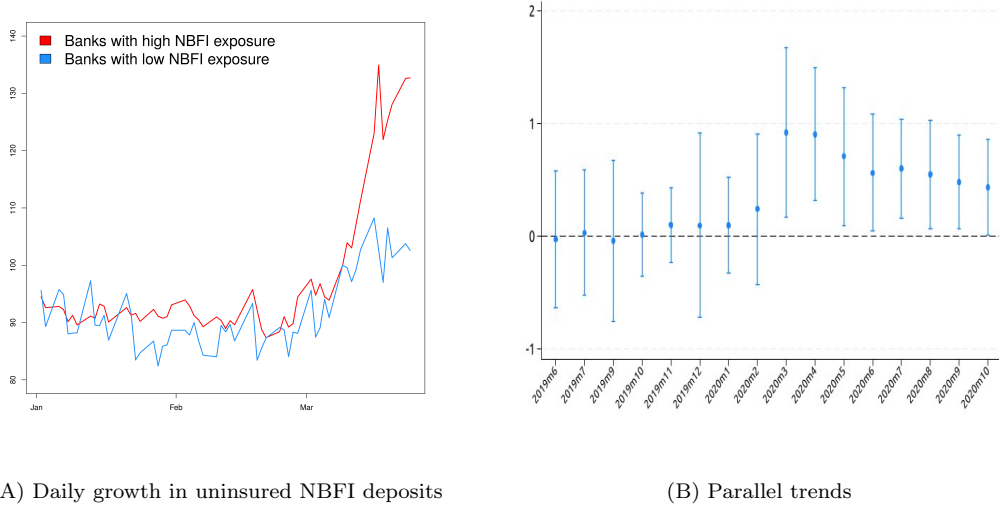 Banks with high NBFI exposure
Banks with low NBFI exposure
140
130
120
110
100
90
80
Jan
Feb
Mar
A) Daily growth in uninsured NBFI deposits
2
1
0
-1
2019m6
2019m7
2019m9
2019m10
2019m11
2019m12
2020m1
2020m2
2020m3
2020m4
2020m5
2020m6
2020m7
2020m8
2020m9
2020m10
(B) Parallel trends